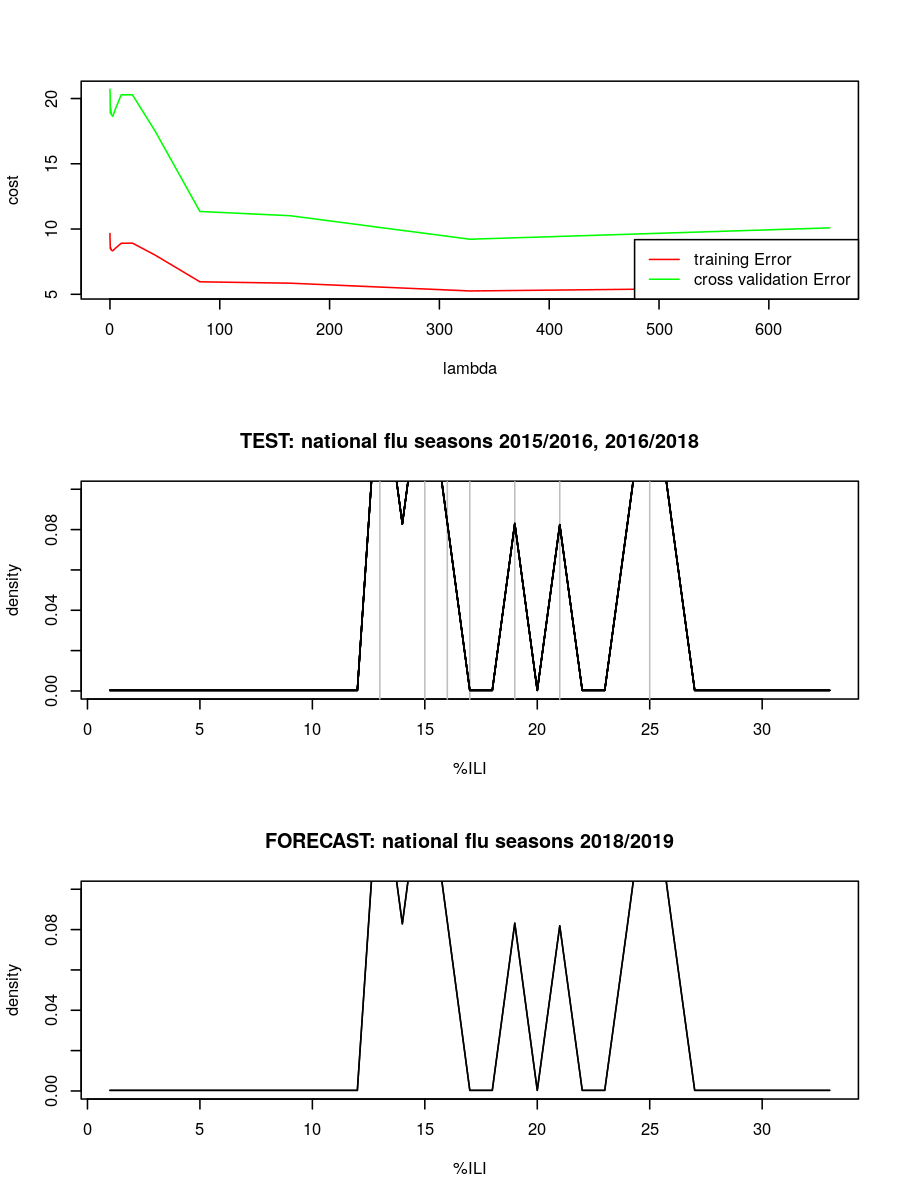 20
15
10
5
cost
training Error
cross validation Error
0 100 200 300 400 500 600
lambda
TEST: national flu seasons 2015/2016, 2016/2018
0.08
0.04
0.00
density
0 5 10 15 20 25 30
%ILI
FORECAST: national flu seasons 2018/2019
0.08
0.04
0.00
density
0 5 10 15 20 25 30
%ILI